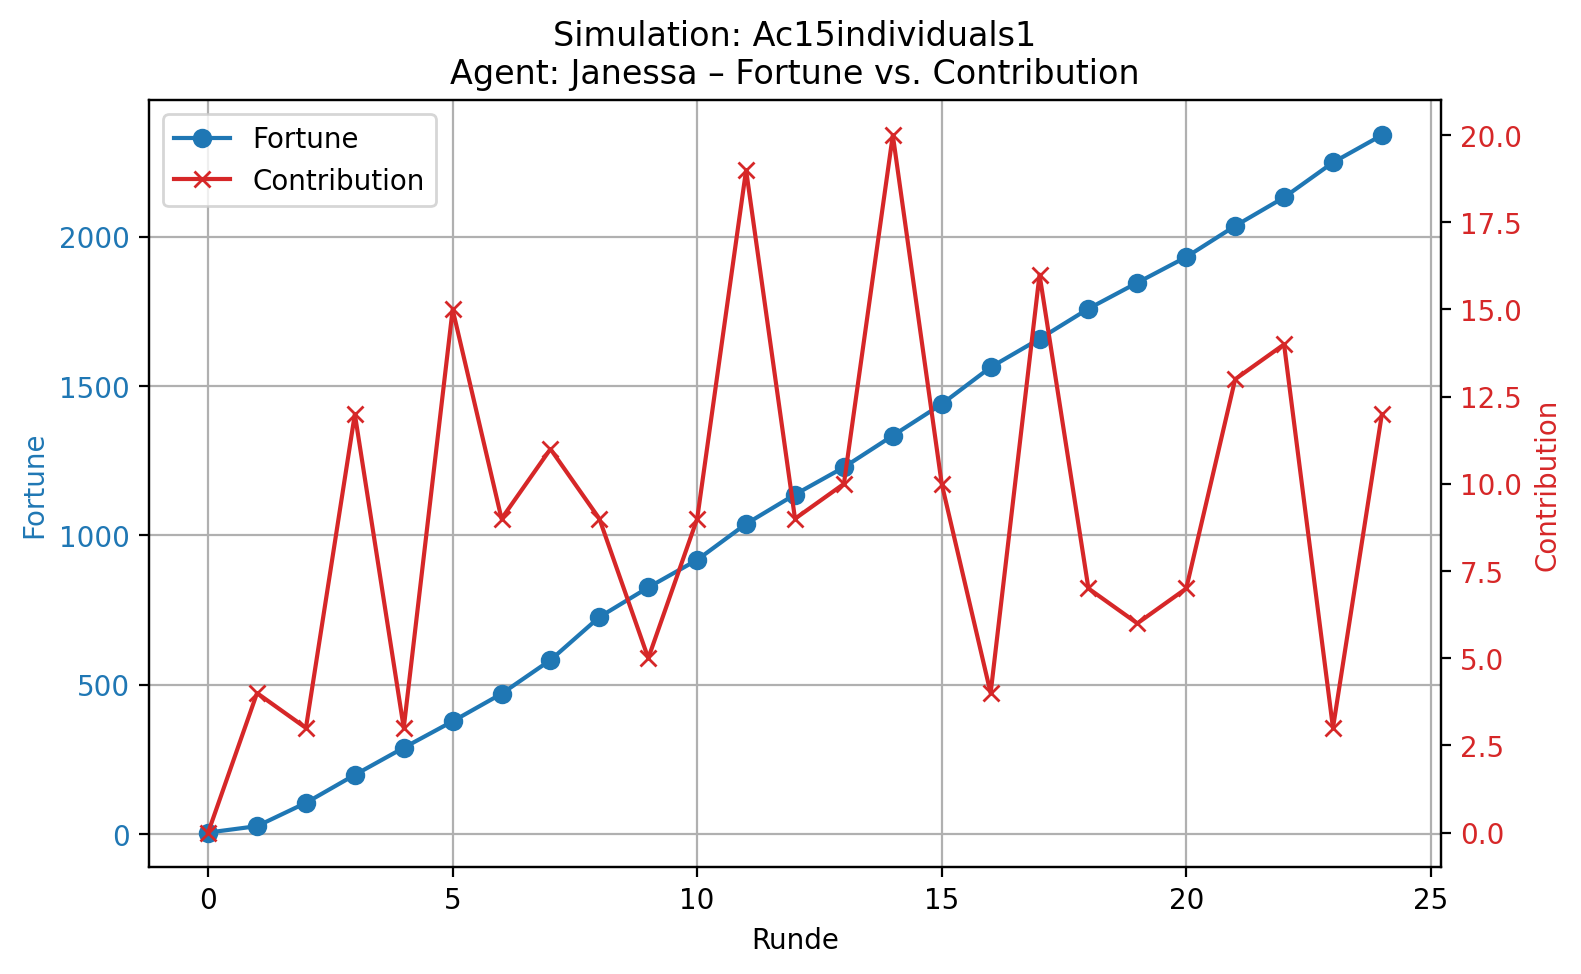 Simulation: Ac15individuals1
Agent: Janessa – Fortune vs. Contribution
Fortune
Contribution
Fortune
2000
1500
1000
500
0
20.0
17.5
15.0
12.5
10.0
7.5
5.0
2.5
0.0
Contribution
0 5 10 15 20 25
Runde